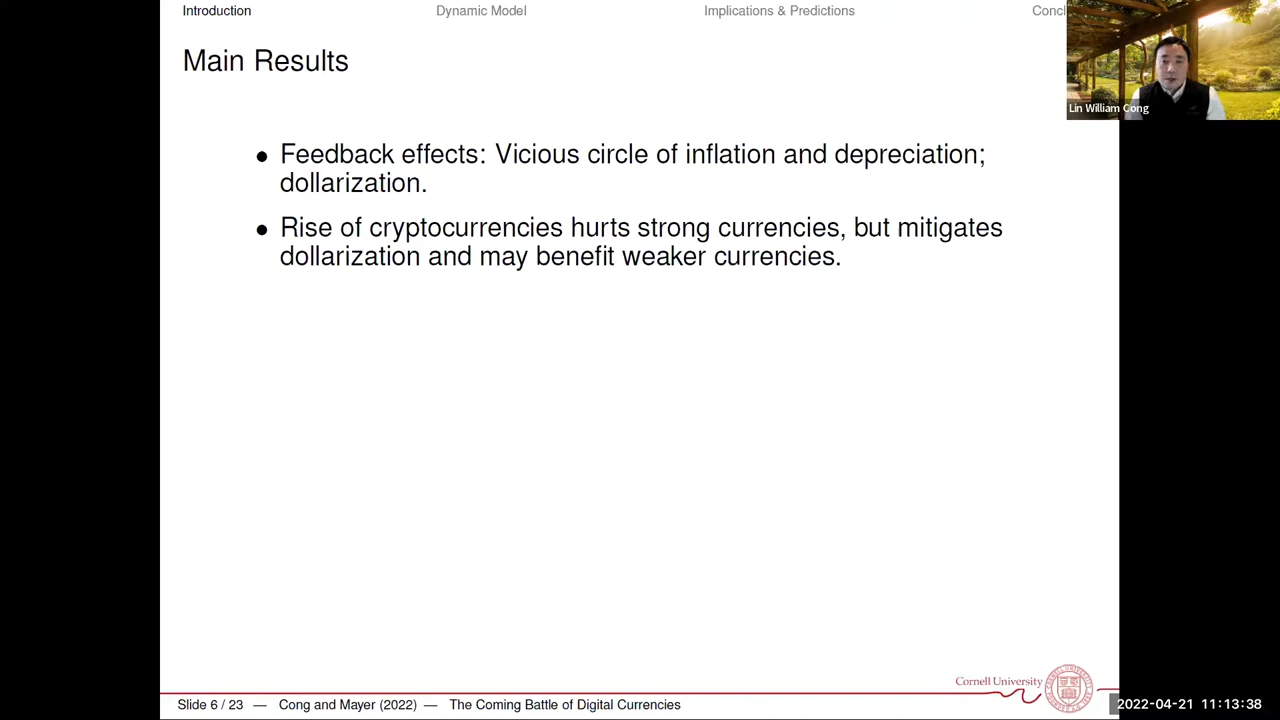 Introduction Dynamic Model Implications & Predictions Concl
Main Results
Lin William Cong
• Feedback effects: Vicious circle of inflation and depreciation;
dollarization.
• Rise of cryptocurrencies hurts strong currencies, but mitigates
dollarization and may benefit weaker currencies.
Cornell University
Slide 6 / 23 — Cong and Mayer (2022) — The Coming Battle of Digital Currencies
2022-04-21 11:13:38